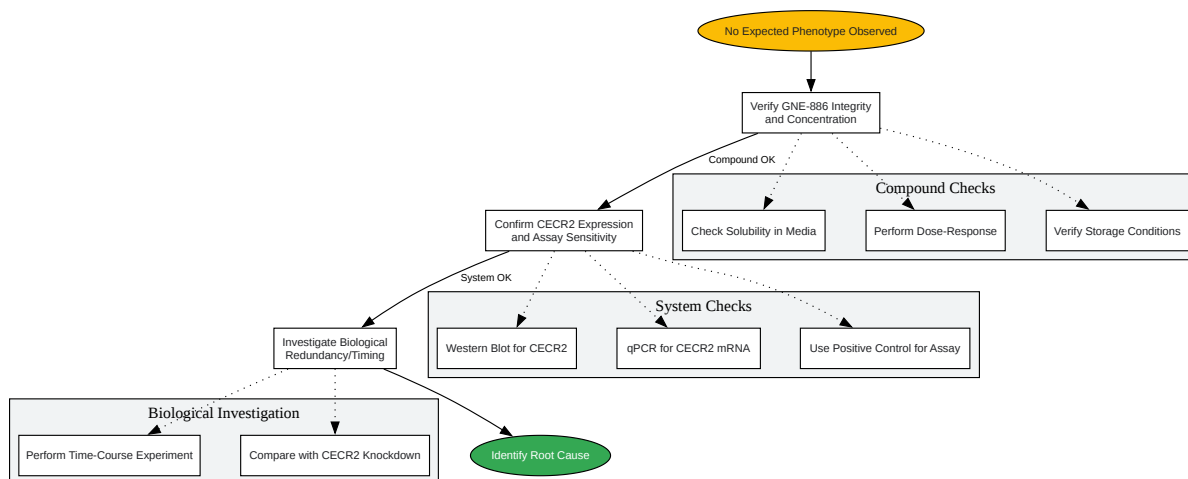 No Expected Phenotype Observed
Verify GNE-886 Integrity
and Concentration
Compound OK
Compound Checks
Check Solubility in Media
Perform Dose-Response
Verify Storage Conditions
Confirm CECR2 Expression
and Assay Sensitivity
System OK
System Checks
Western Blot for CECR2
qPCR for CECR2 mRNA
Use Positive Control for Assay
Investigate Biological
Redundancy/Timing
Biological Investigation
Perform Time-Course Experiment
Compare with CECR2 Knockdown
Identify Root Cause